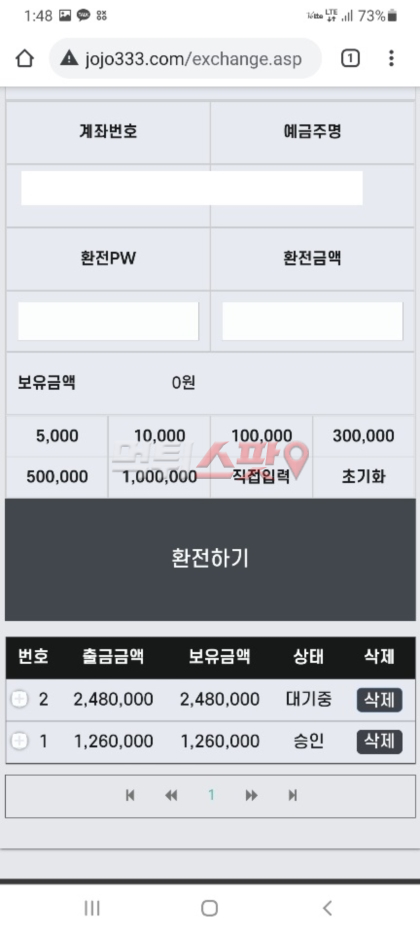 1:48 LTE 73%
jojo333.com/exchange.asp 1
계좌번호 예금주명
환전PW 환전금액
보유금액 0원
5,000 10,000 100,000 300,000
먹튀스파
500,000 1,000,000 직접입력 초기화
환전하기
번호 출금금액 보유금액 상태 삭제
2 2,480,000 2,480,000 대기중 삭제
1 1,260,000 1,260,000 승인 삭제
1